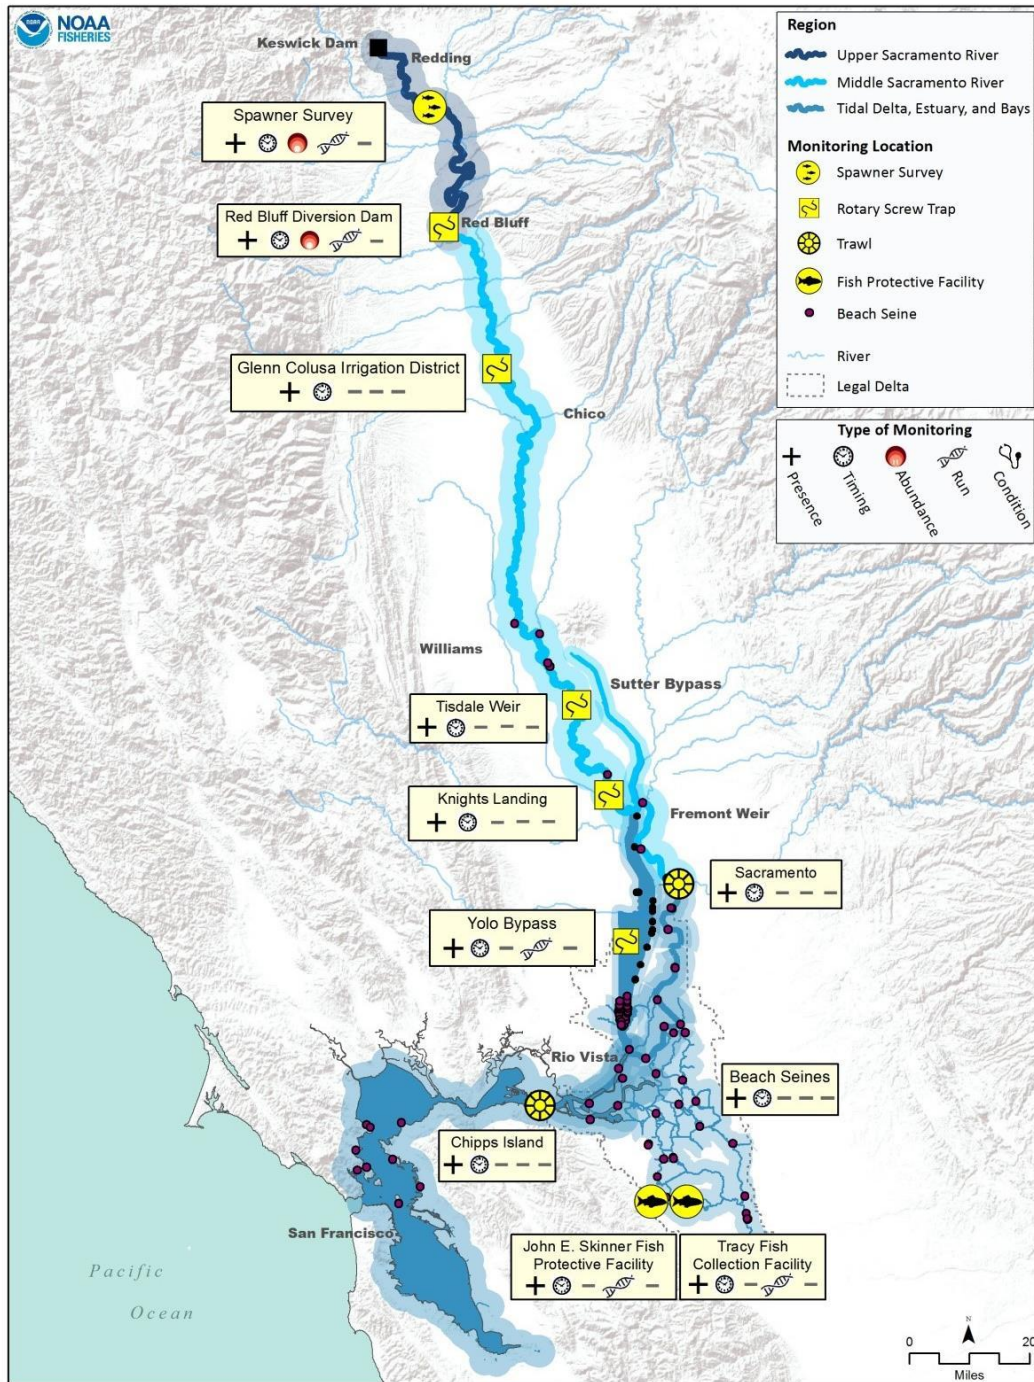 NOAA
FISHERIES
Keswick Dam
Redding
Spawner Survey
Red Bluff Diversion Dam
Red Bluff
Glenn Colusa Irrigation District
Chico
Williams
Sutter Bypass
Tisdale Weir
Knights Landing
Fremont Weir
Sacramento
Yolo Bypass
Rio Vista
Beach Seines
Chipps Island
San Francisco
John E. Skinner Fish
Protective Facility
Tracy Fish
Collection Facility
Pacific
Ocean
Region
Upper Sacramento River
Middle Sacramento River
Tidal Delta, Estuary, and Bays
Monitoring Location
Spawner Survey
Rotary Screw Trap
Trawl
Fish Protective Facility
Beach Seine
River
Legal Delta
Type of Monitoring
Presence
Timing
Abundance
Run
Condition
N
0 20
Miles